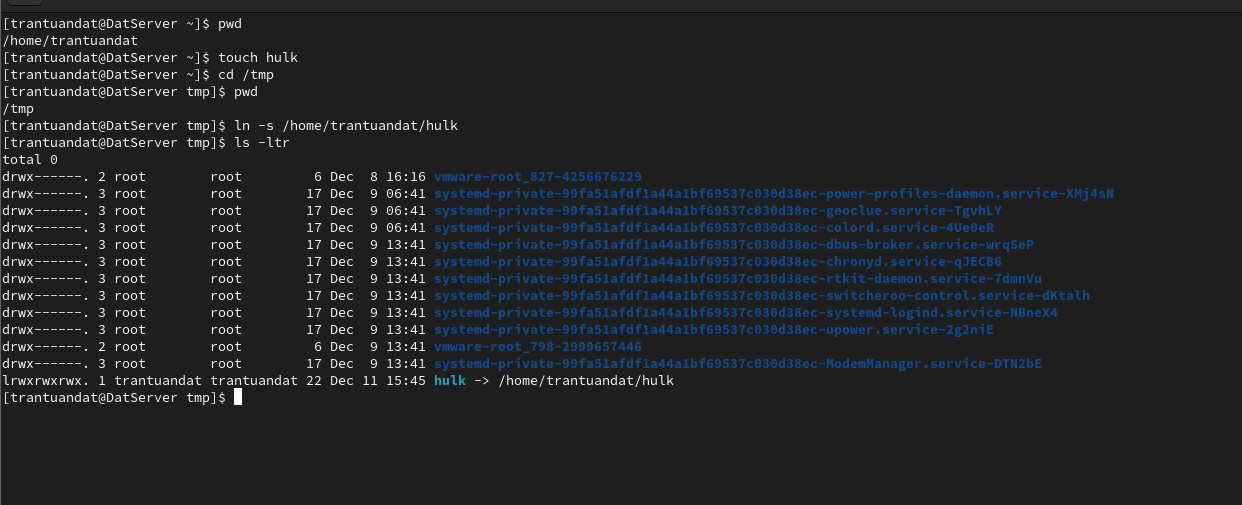 [trantuandat@DatServer ~]$ pwd
/home/trantuandat
[trantuandat@DatServer ~]$ touch hulk
[trantuandat@DatServer ~]$ cd /tmp
[trantuandat@DatServer tmp]$ pwd
/tmp
[trantuandat@DatServer tmp]$ ln -s /home/trantuandat/hulk
[trantuandat@DatServer tmp]$ ls -ltr
total 0
drwx------. 2 root        root         6 Dec  8 16:16 vmware-root_827-4256676229
drwx------. 3 root        root        17 Dec  9 06:41 systemd-private-99fa51afdf1a44a1bf69537c030d38ec-power-profiles-daemon.service-XMj4sN
drwx------. 3 root        root        17 Dec  9 06:41 systemd-private-99fa51afdf1a44a1bf69537c030d38ec-geoclue.service-TgvhLY
drwx------. 3 root        root        17 Dec  9 06:41 systemd-private-99fa51afdf1a44a1bf69537c030d38ec-colord.service-4Ue0eR
drwx------. 3 root        root        17 Dec  9 13:41 systemd-private-99fa51afdf1a44a1bf69537c030d38ec-dbus-broker.service-wrqSeP
drwx------. 3 root        root        17 Dec  9 13:41 systemd-private-99fa51afdf1a44a1bf69537c030d38ec-chronyd.service-qJECB6
drwx------. 3 root        root        17 Dec  9 13:41 systemd-private-99fa51afdf1a44a1bf69537c030d38ec-rtkit-daemon.service-7dmnVu
drwx------. 3 root        root        17 Dec  9 13:41 systemd-private-99fa51afdf1a44a1bf69537c030d38ec-switcheroo-control.service-dKtalh
drwx------. 3 root        root        17 Dec  9 13:41 systemd-private-99fa51afdf1a44a1bf69537c030d38ec-systemd-logind.service-NBneX4
drwx------. 3 root        root        17 Dec  9 13:41 systemd-private-99fa51afdf1a44a1bf69537c030d38ec-upower.service-2g2niE
drwx------. 2 root        root         6 Dec  9 13:41 vmware-root_798-2999657446
drwx------. 3 root        root        17 Dec  9 13:41 systemd-private-99fa51afdf1a44a1bf69537c030d38ec-ModemManager.service-DTN2bE
lrwxrwxrwx. 1 trantuandat trantuandat 22 Dec 11 15:45 hulk -> /home/trantuandat/hulk
[trantuandat@DatServer tmp]$